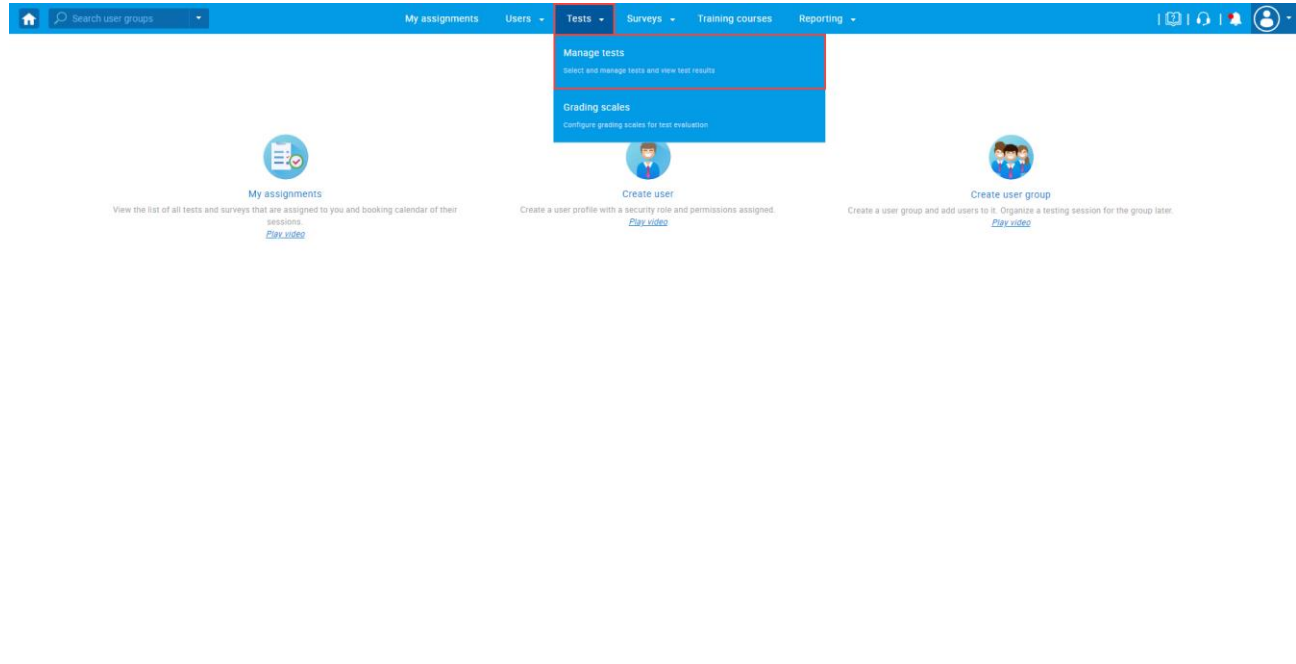 Search user groups
My assignments
Users
Tests
Surveys
Training courses
Reporting
Manage tests
Select and manage tests and view test results
Grading scales
Configure grading scales for test evaluation
My assignments
View the list of all tests and surveys that are assigned to you and booking calendar of their
sessions.
Play video
Create user
Create a user profile with a security role and permissions assigned.
Play video
Create user group
Create a user group and add users to it. Organize a testing session for the group later.
Play video